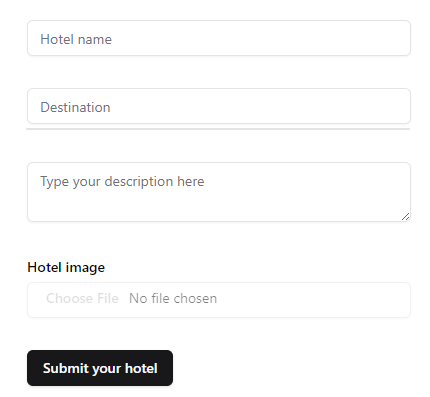 Hotel name
Destination
Type your description here
Hotel image
Choose File No file chosen
Submit your hotel